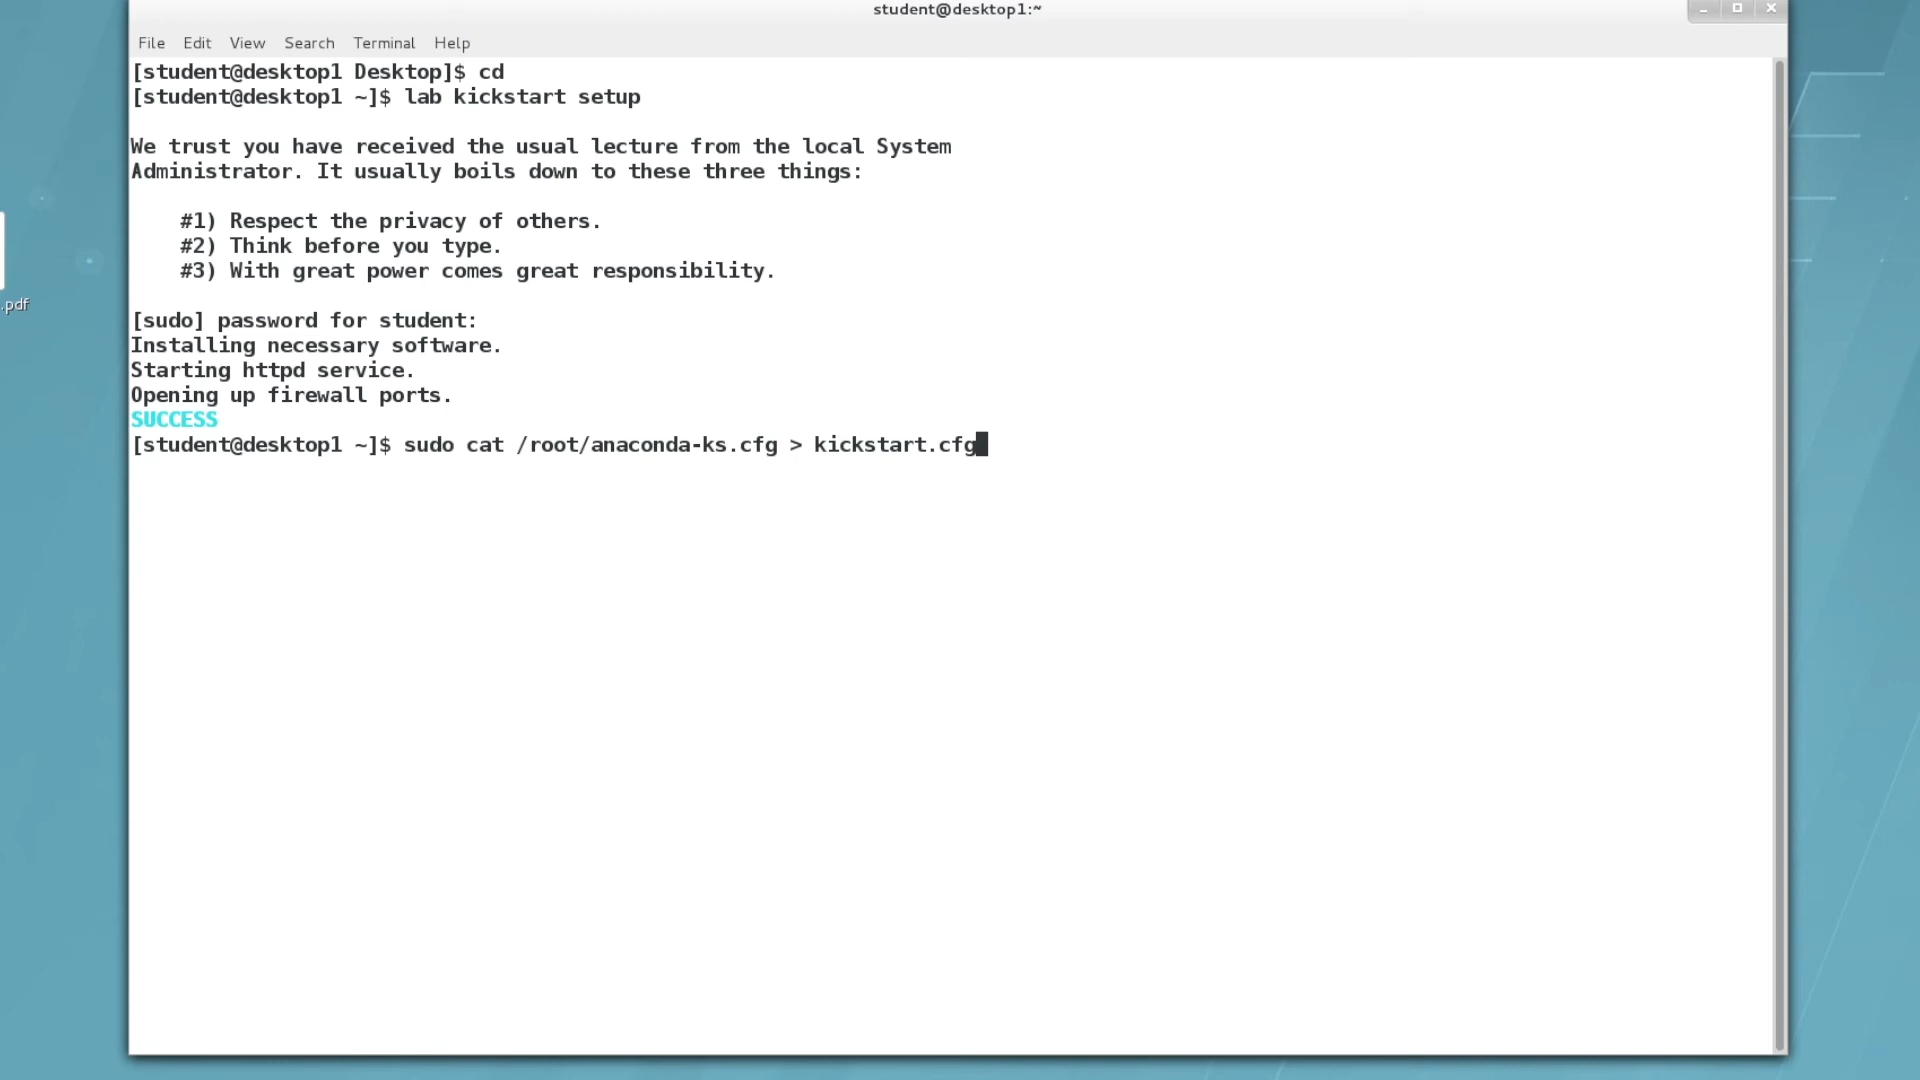 student@desktop1:~
File Edit View Search Terminal Help
[student@desktop1 Desktop]$ cd
[student@desktop1 ~]$ lab kickstart setup
We trust you have received the usual lecture from the local System
Administrator. It usually boils down to these three things:
#1) Respect the privacy of others.
#2) Think before you type.
#3) With great power comes great responsibility.
.pdf
[sudo] password for student:
Installing necessary software.
Starting httpd service.
Opening up firewall ports.
SUCCESS
[student@desktop1 ~]$ sudo cat /root/anaconda-ks.cfg > kickstart.cfg